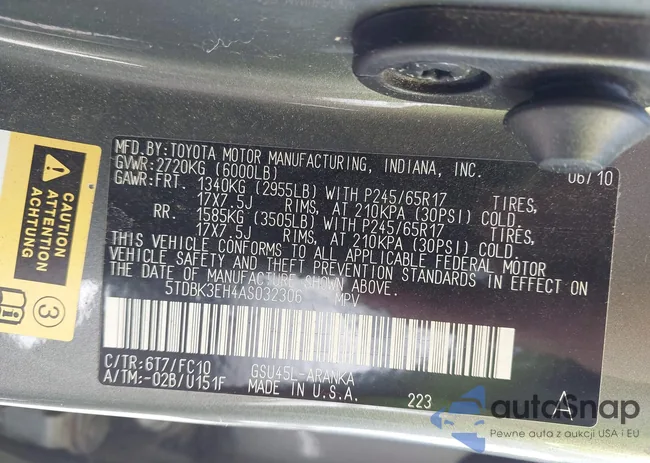 MFD.BY:TOYOTA MOTOR MANUFACTURING, INDIANA, INC. 06/10
GVWR:2720KG (6000LB)
GAWR:FRT. 1340KG (2955LB) WITH P245/65R17 TIRES,
17X7.5J RIMS, AT 210KPA (30PSI) COLD.
RR. 1585KG (3505LB) WITH P245/65R17 TIRES,
17X7.5J RIMS, AT 210KPA (30PSI) COLD.
THIS VEHICLE CONFORMS TO ALL APPLICABLE FEDERAL MOTOR
VEHICLE SAFETY STANDARDS IN EFFECT ON
THE DATE OF MANUFACTURE SHOWN ABOVE.
5TDBK3EH4AS032306 MPV
C/TR:6T7/FC10 GSU45L-ARANKA
A/TM:-02B/U151F MADE IN U.S.A. 223 A
CAUTION
ATTENTION
ACHTUNG
3
autoSnap
Pewne auta z aukcji USA i EU